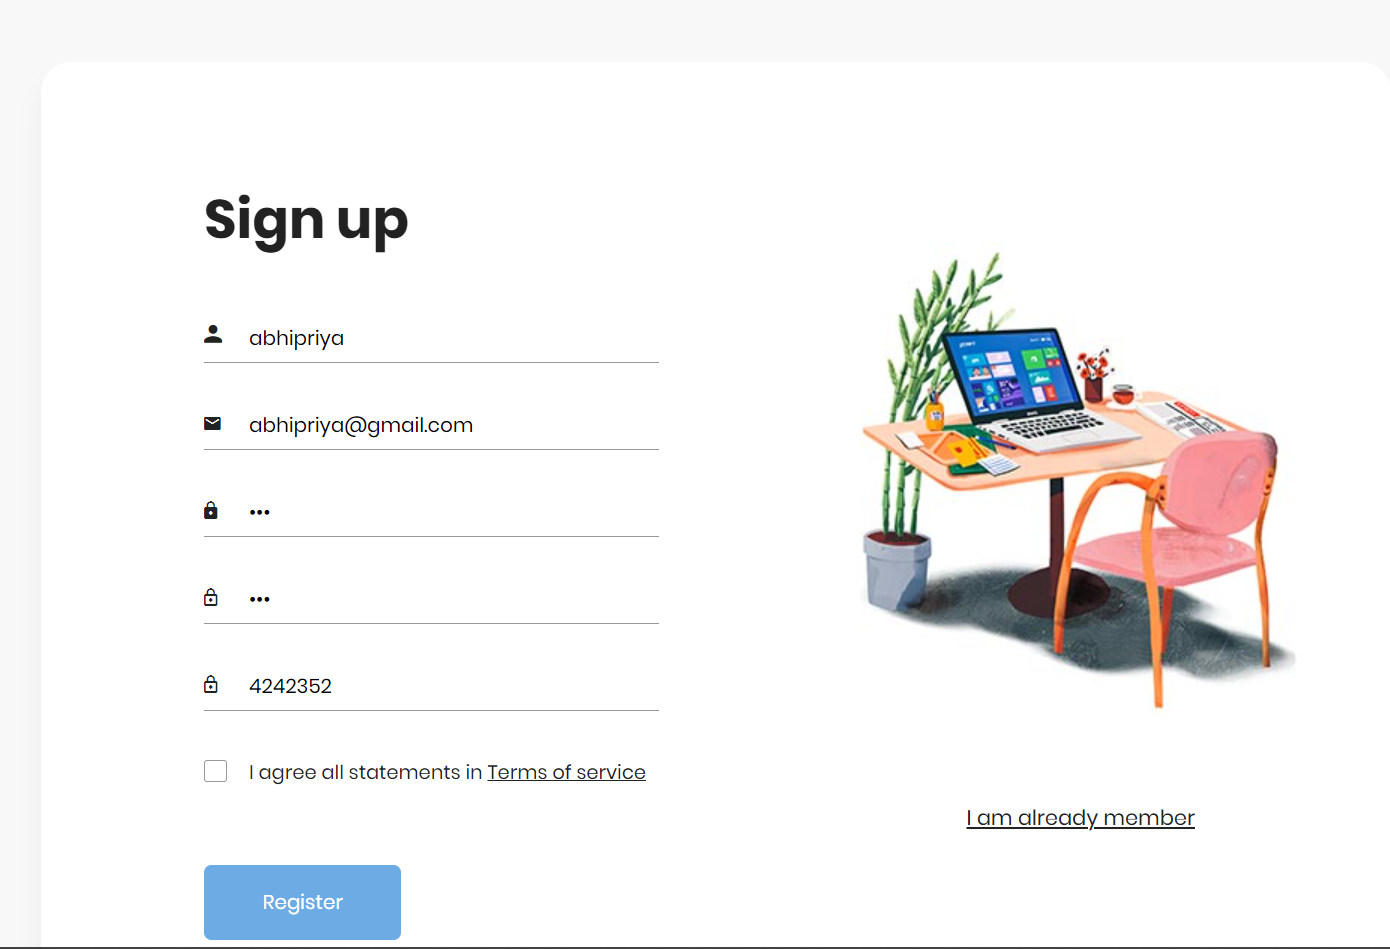 Sign up
abhipriya
abhipriya@gmail.com
•••
•••
4242352
I agree all statements in Terms of service
Register
I am already member